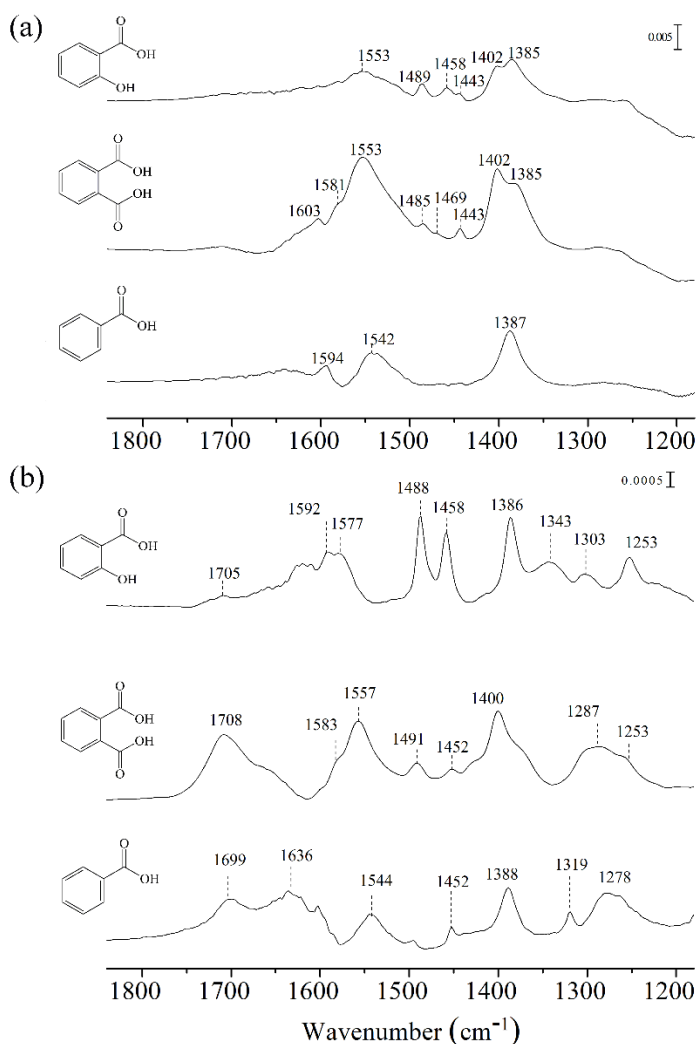 (a)
0.005
O
OH
OH
1553
1489
1458
1443
1402
1385
O
OH
OH
O
1603
1581
1553
1485
1469
1443
1402
1385
O
OH
1594
1542
1387
1800 1700 1600 1500 1400 1300 1200
(b)
0.0005
O
OH
OH
1705
1592
1577
1488
1458
1386
1343
1303
1253
O
OH
OH
O
1708
1583
1557
1491
1452
1400
1287
1253
O
OH
1699
1636
1544
1452
1388
1319
1278
1800 1700 1600 1500 1400 1300 1200
Wavenumber (cm⁻¹)